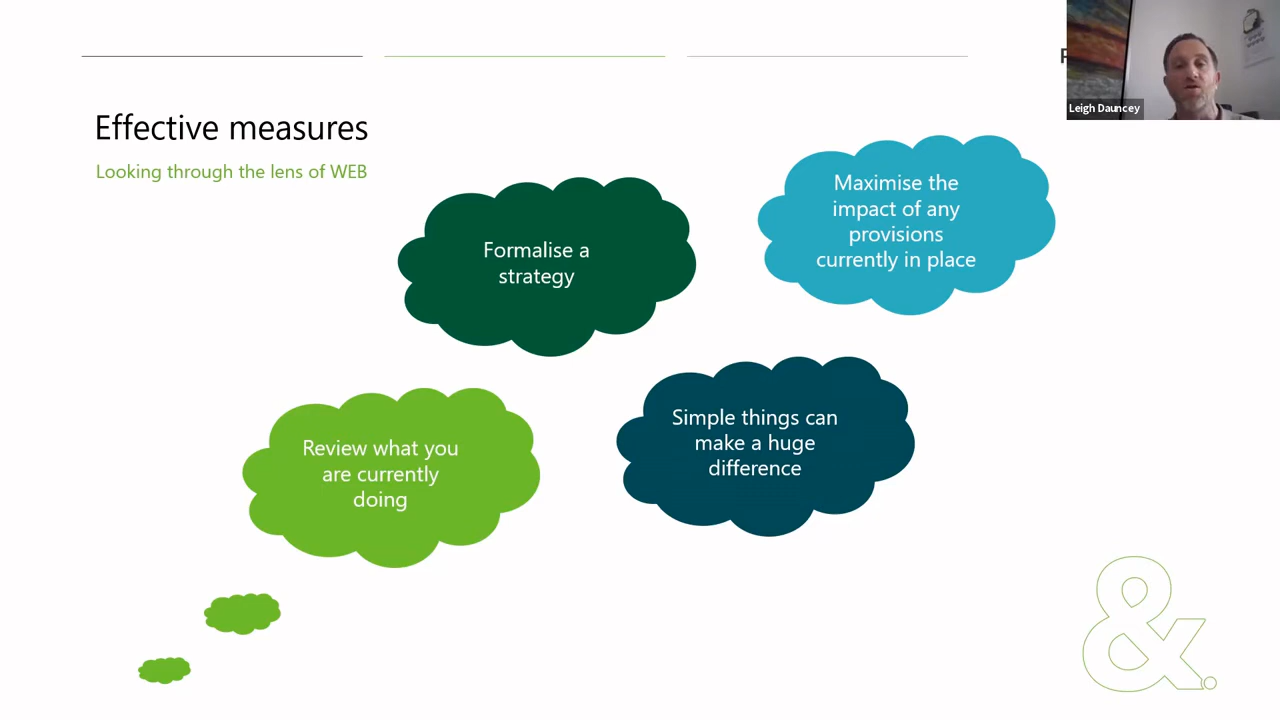 Leigh Dauncey
Effective measures
Looking through the lens of WEB
Maximise the
impact of any
provisions
currently in place
Formalise a
strategy
Simple things can
make a huge
difference
Review what you
are currently
doing
&.